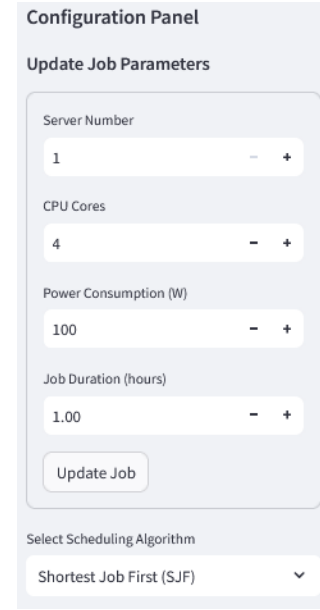 Configuration Panel
Update Job Parameters
Server Number
1 − +
CPU Cores
4 − +
Power Consumption (W)
100 − +
Job Duration (hours)
1.00 − +
Update Job
Select Scheduling Algorithm
Shortest Job First (SJF)